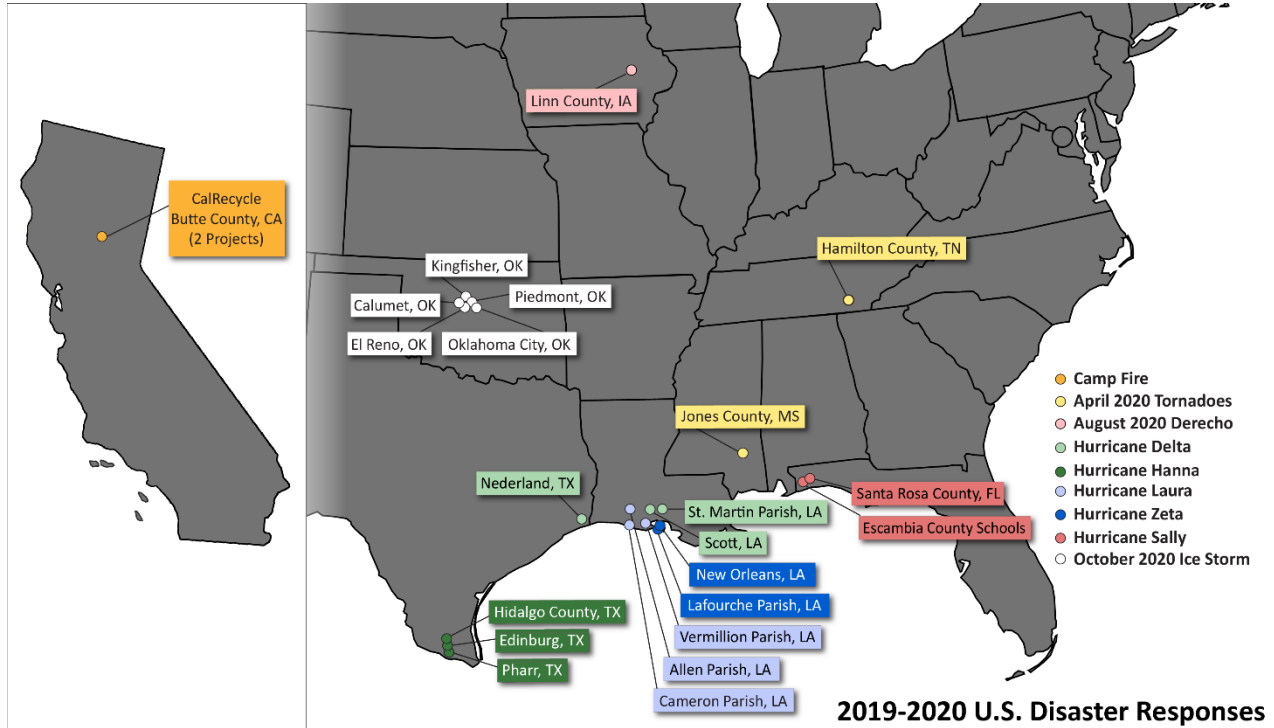 Linn County, IA
CalRecycle
Butte County, CA
(2 Projects)
Hamilton County, TN
Kingfisher, OK
Piedmont, OK
Calumet, OK
El Reno, OK
Oklahoma City, OK
Jones County, MS
Camp Fire
April 2020 Tornadoes
August 2020 Derecho
Hurricane Delta
Hurricane Hanna
Hurricane Laura
Hurricane Zeta
Hurricane Sally
October 2020 Ice Storm
Nederland, TX
Santa Rosa County, FL
St. Martin Parish, LA
Escambia County Schools
Scott, LA
New Orleans, LA
Lafourche Parish, LA
Hidalgo County, TX
Vermillion Parish, LA
Edinburg, TX
Allen Parish, LA
Pharr, TX
Cameron Parish, LA
2019-2020 U.S. Disaster Responses